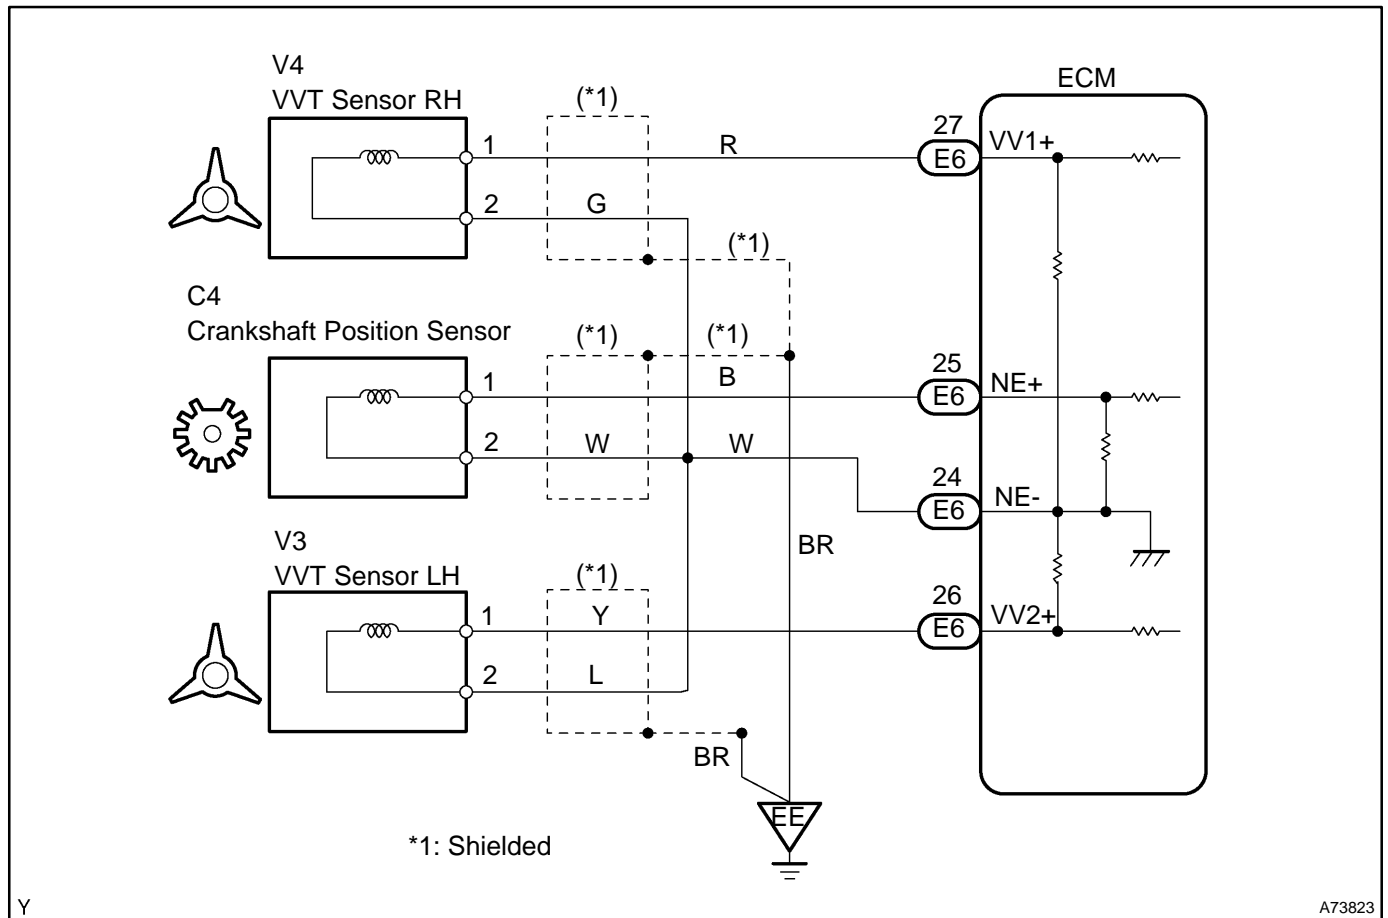 V4
VVT Sensor RH
(*1)
ECM
1
R
27
E6
VV1+
2
G
(*1)
C4
Crankshaft Position Sensor
(*1)
(*1)
1
B
25
E6
NE+
2
W
W
24
E6
NE-
BR
V3
VVT Sensor LH
(*1)
1
Y
26
E6
VV2+
2
L
BR
EE
*1: Shielded
Y
A73823